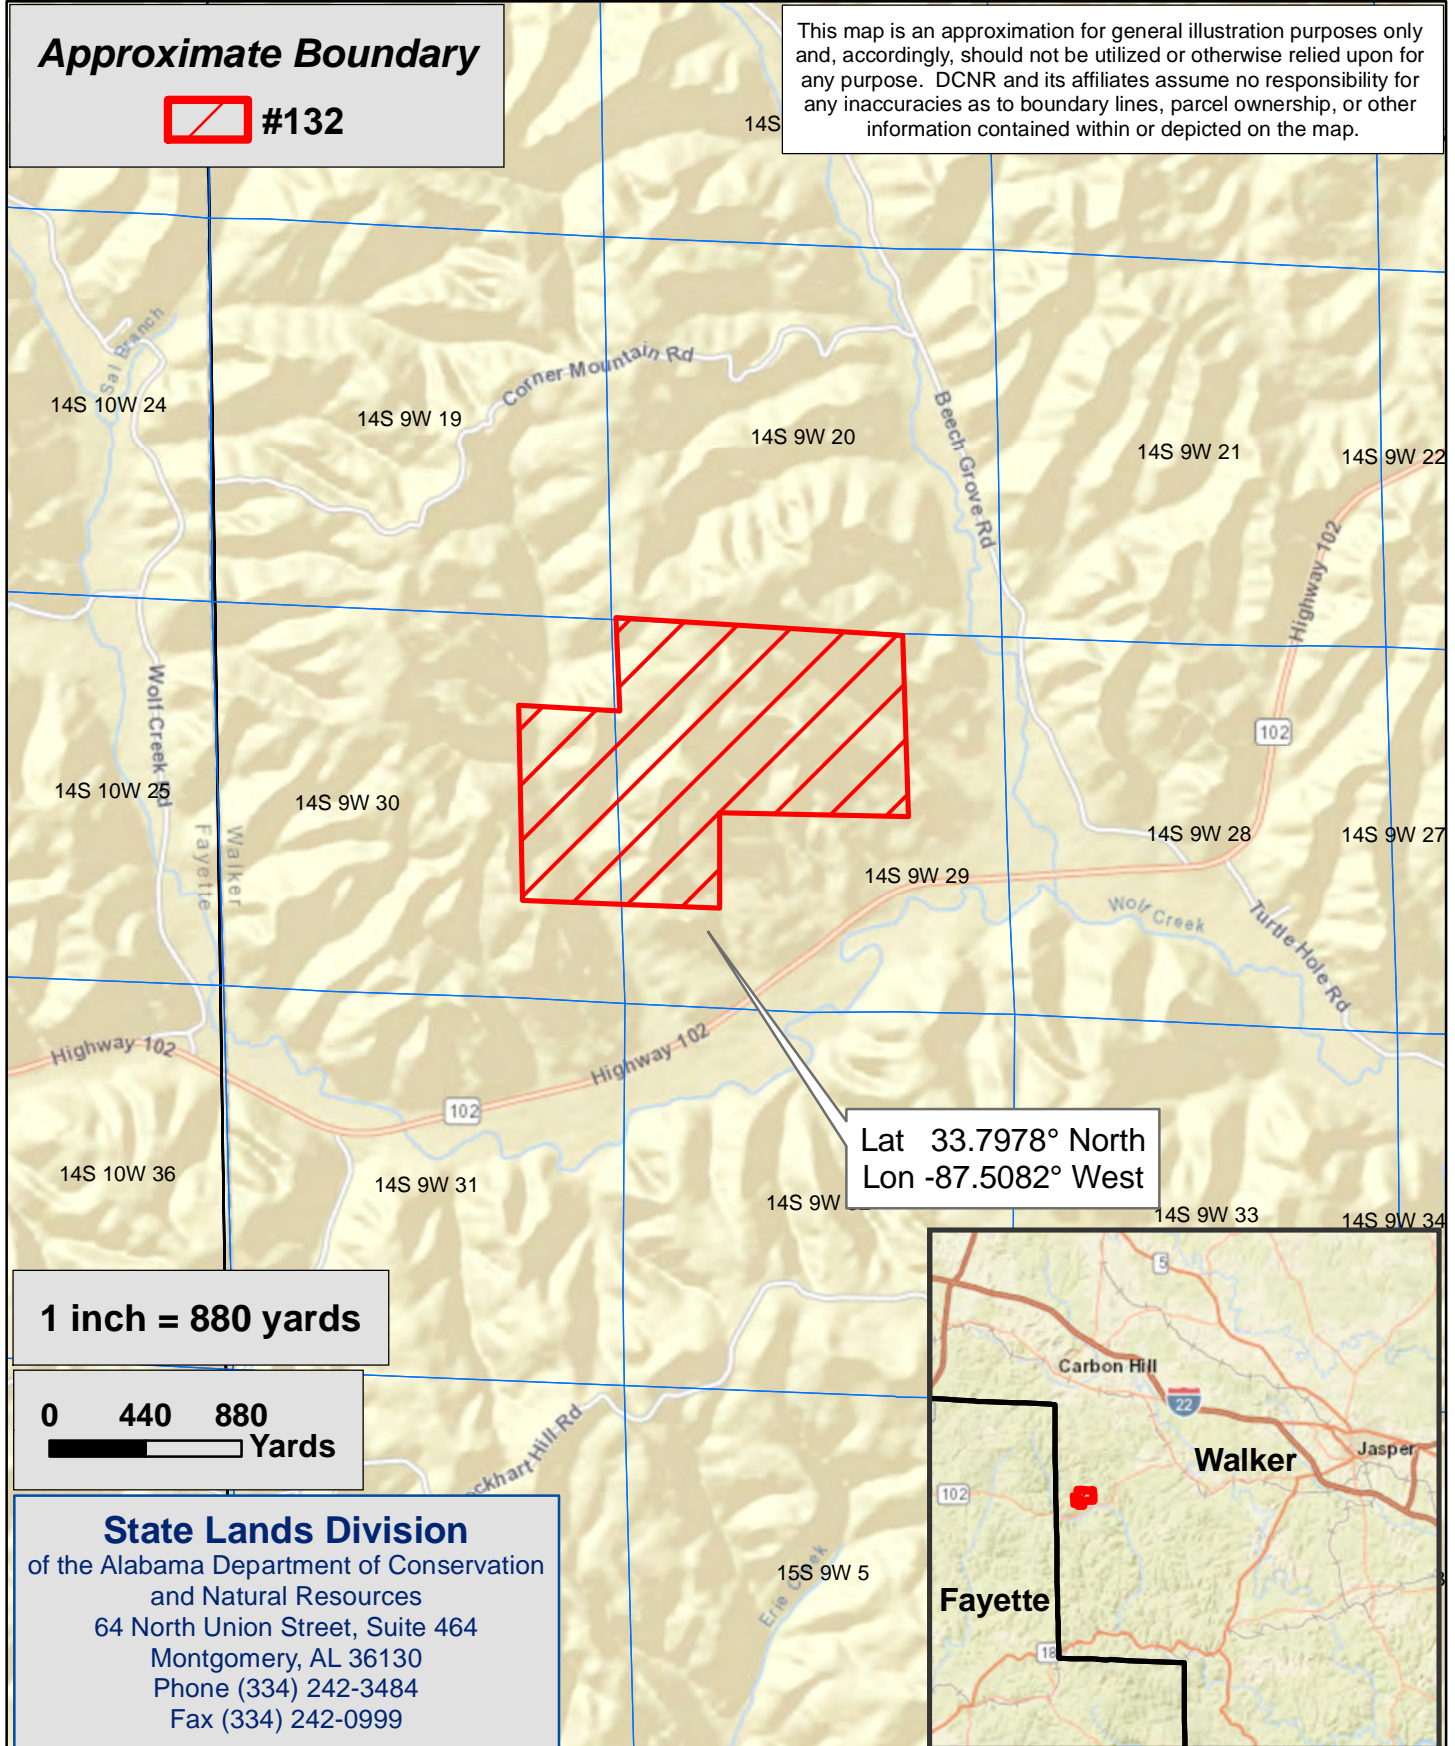 Approximate Boundary
#132
This map is an approximation for general illustration purposes only
and, accordingly, should not be utilized or otherwise relied upon for
any purpose. DCNR and its affiliates assume no responsibility for
any inaccuracies as to boundary lines, parcel ownership, or other
information contained within or depicted on the map.
14S
Sal Branch
Corner Mountain Rd
Beech Grove Rd
14S 10W 24
14S 9W 19
14S 9W 20
14S 9W 21
14S 9W 22
Highway 102
Wolf Creek Rd
102
14S 10W 25
14S 9W 30
Walker
Fayette
14S 9W 28
14S 9W 27
14S 9W 29
Wolf Creek
Turtle Hole Rd
Highway 102
Highway 102
102
Lat 33.7978° North
Lon -87.5082° West
14S 10W 36
14S 9W 31
14S 9W
14S 9W 33
14S 9W 34
1 inch = 880 yards
0 440 880
Yards
ockhart Hill Rd
15S 9W 5
Erie Creek
State Lands Division
of the Alabama Department of Conservation
and Natural Resources
64 North Union Street, Suite 464
Montgomery, AL 36130
Phone (334) 242-3484
Fax (334) 242-0999
5
Carbon Hill
22
Walker
Jasper
102
Fayette
18